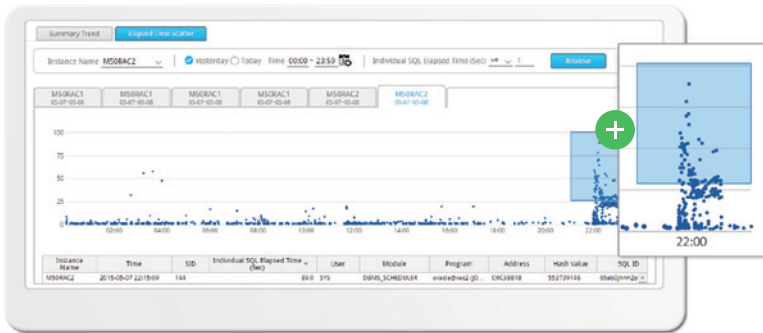 Summary Trend Elapsed Time Scatter
Instance Name MS0RAC2 Yesterday Today Time 00:00 ~ 23:59 Individual SQL Elapsed Time (Sec) >= 1 Retrieve
MS0RAC1 MS0RAC1 MS0RAC1 MS0RAC1 MS0RAC2 MS0RAC2
05-07~05-08 05-07~05-08 05-07~05-08 05-07~05-08 05-07~05-08 05-07~05-08
100
75
50
25
0
02:00 04:00 06:00 08:00 10:00 12:00 14:00 16:00 18:00 20:00 22:00
22:00
Instance Name Time SID Individual SQL Elapsed Time (Sec) User Module Program Address Hash Value SQL ID
MS0RAC2 2015-05-07 22:15:09 144 89.0 SYS DBMS_SCHEDULER oracle@rac2 (J0... C9C38818 553739146